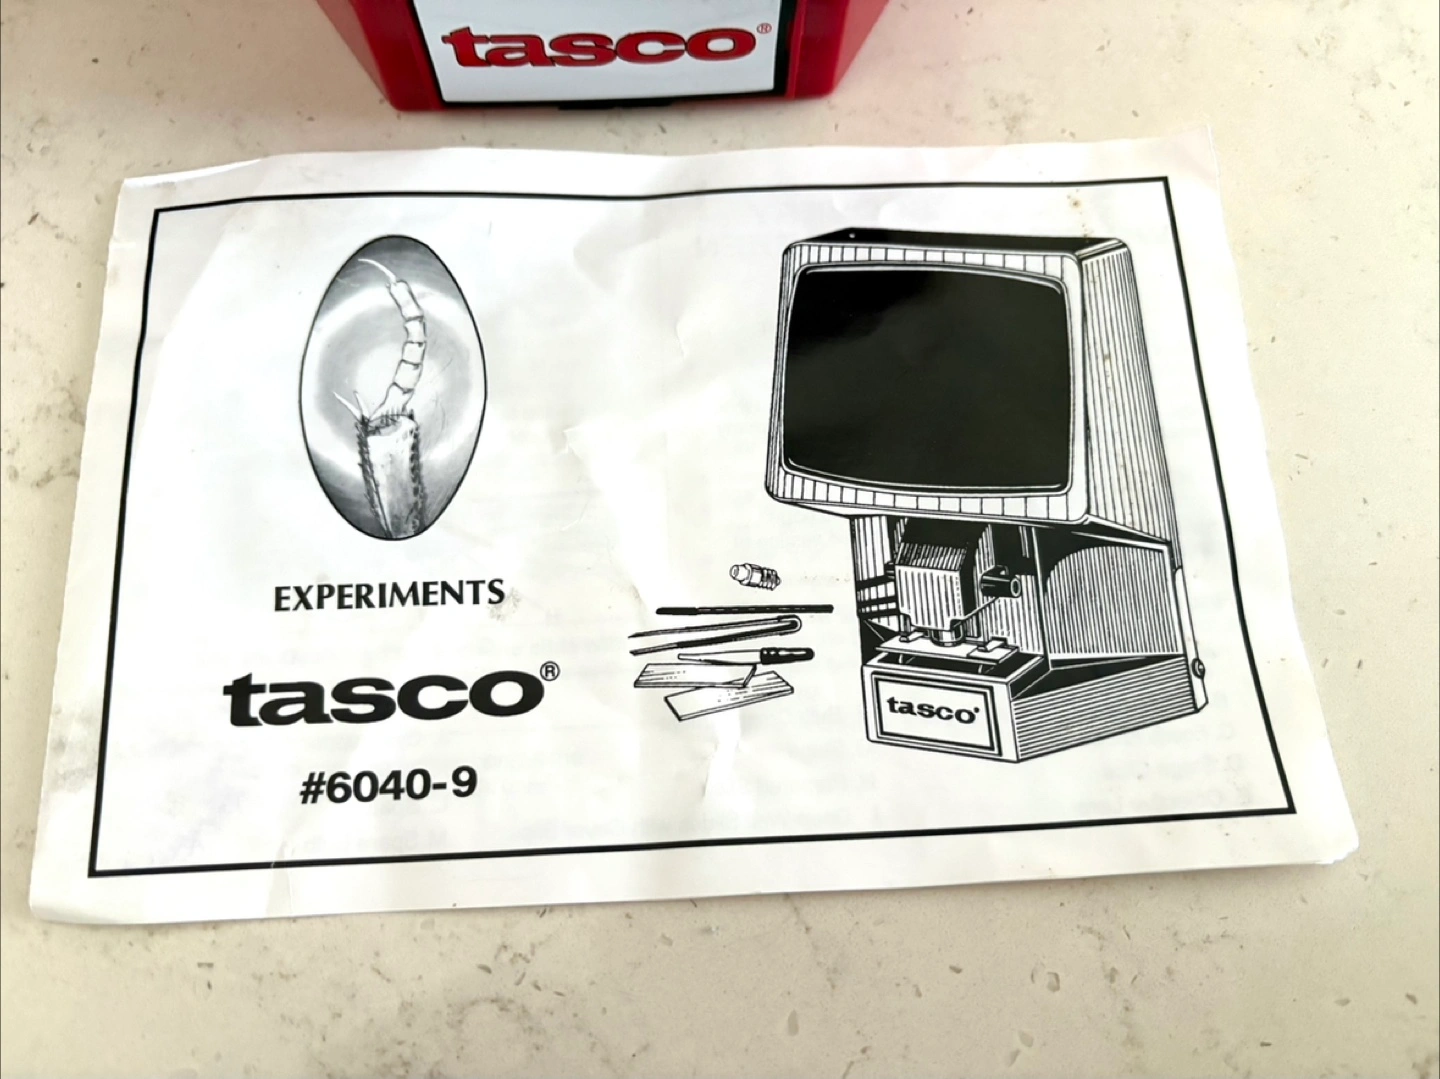 tasco®
EXPERIMENTS
tasco®
#6040-9
tasco